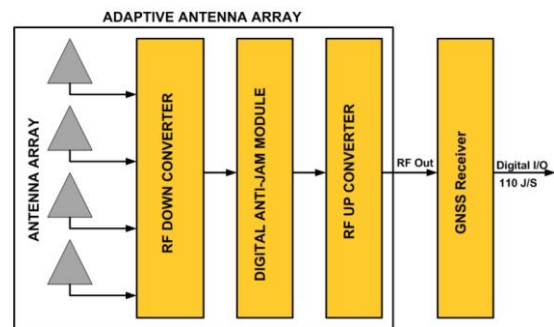 ADAPTIVE ANTENNA ARRAY
ANTENNA ARRAY
RF DOWN CONVERTER
DIGITAL ANTI-JAM MODULE
RF UP CONVERTER
RF Out
GNSS Receiver
Digital I/O
110 J/S